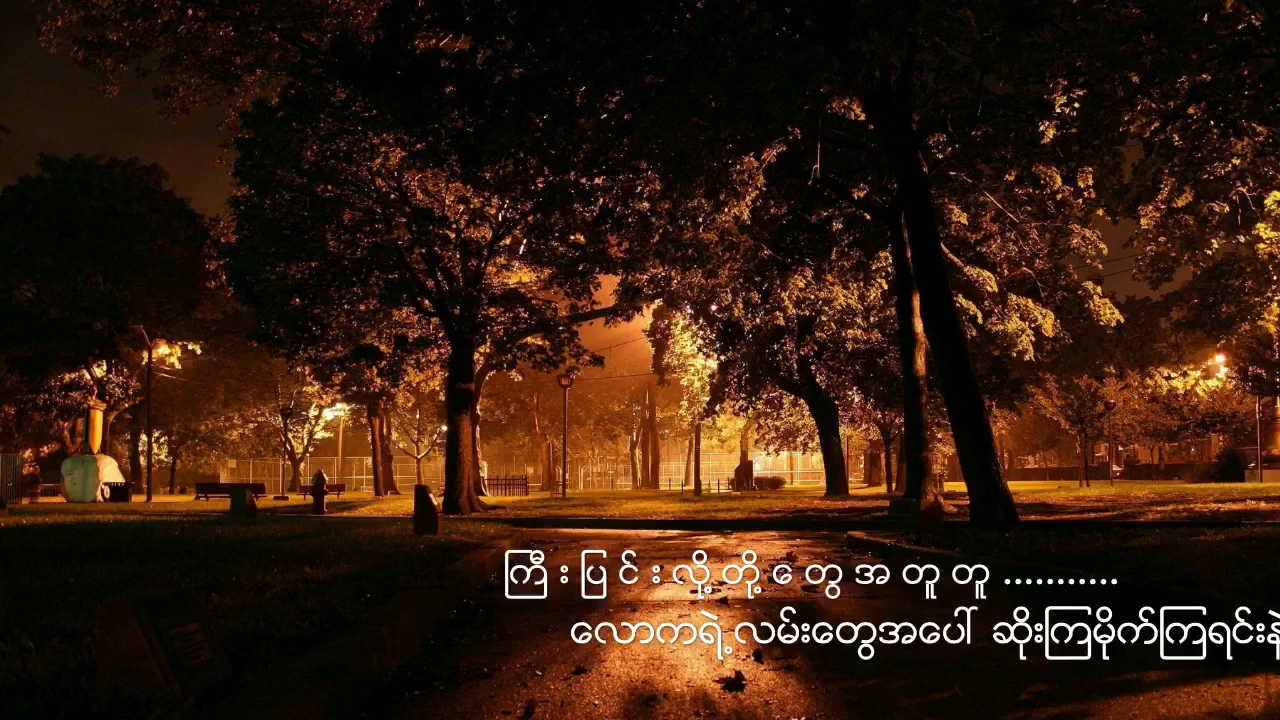 ကြီး ပြင်း လို့ တို့ တွေ အ တူ တူ ...........
လောကရဲ့လမ်းတွေအပေါ် ဆိုးကြမိုက်ကြရင်းနဲ